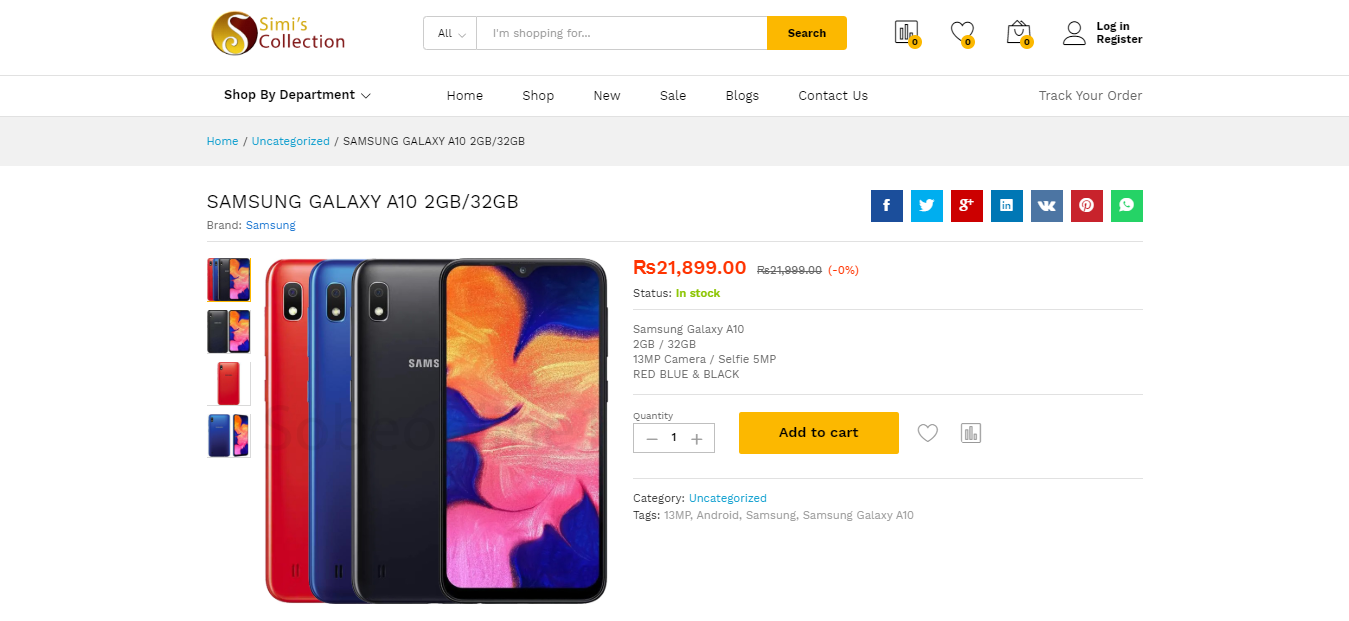 Simi's
Collection
All
I'm shopping for...
Search
0
0
0
Log in
Register
Shop By Department
Home
Shop
New
Sale
Blogs
Contact Us
Track Your Order
Home / Uncategorized / SAMSUNG GALAXY A10 2GB/32GB
SAMSUNG GALAXY A10 2GB/32GB
Brand: Samsung
₨21,899.00 ₨21,999.00 (-0%)
Status: In stock
SAMS
Samsung Galaxy A10
2GB / 32GB
13MP Camera / Selfie 5MP
RED BLUE & BLACK
Quantity
1
Add to cart
Category: Uncategorized
Tags: 13MP, Android, Samsung, Samsung Galaxy A10